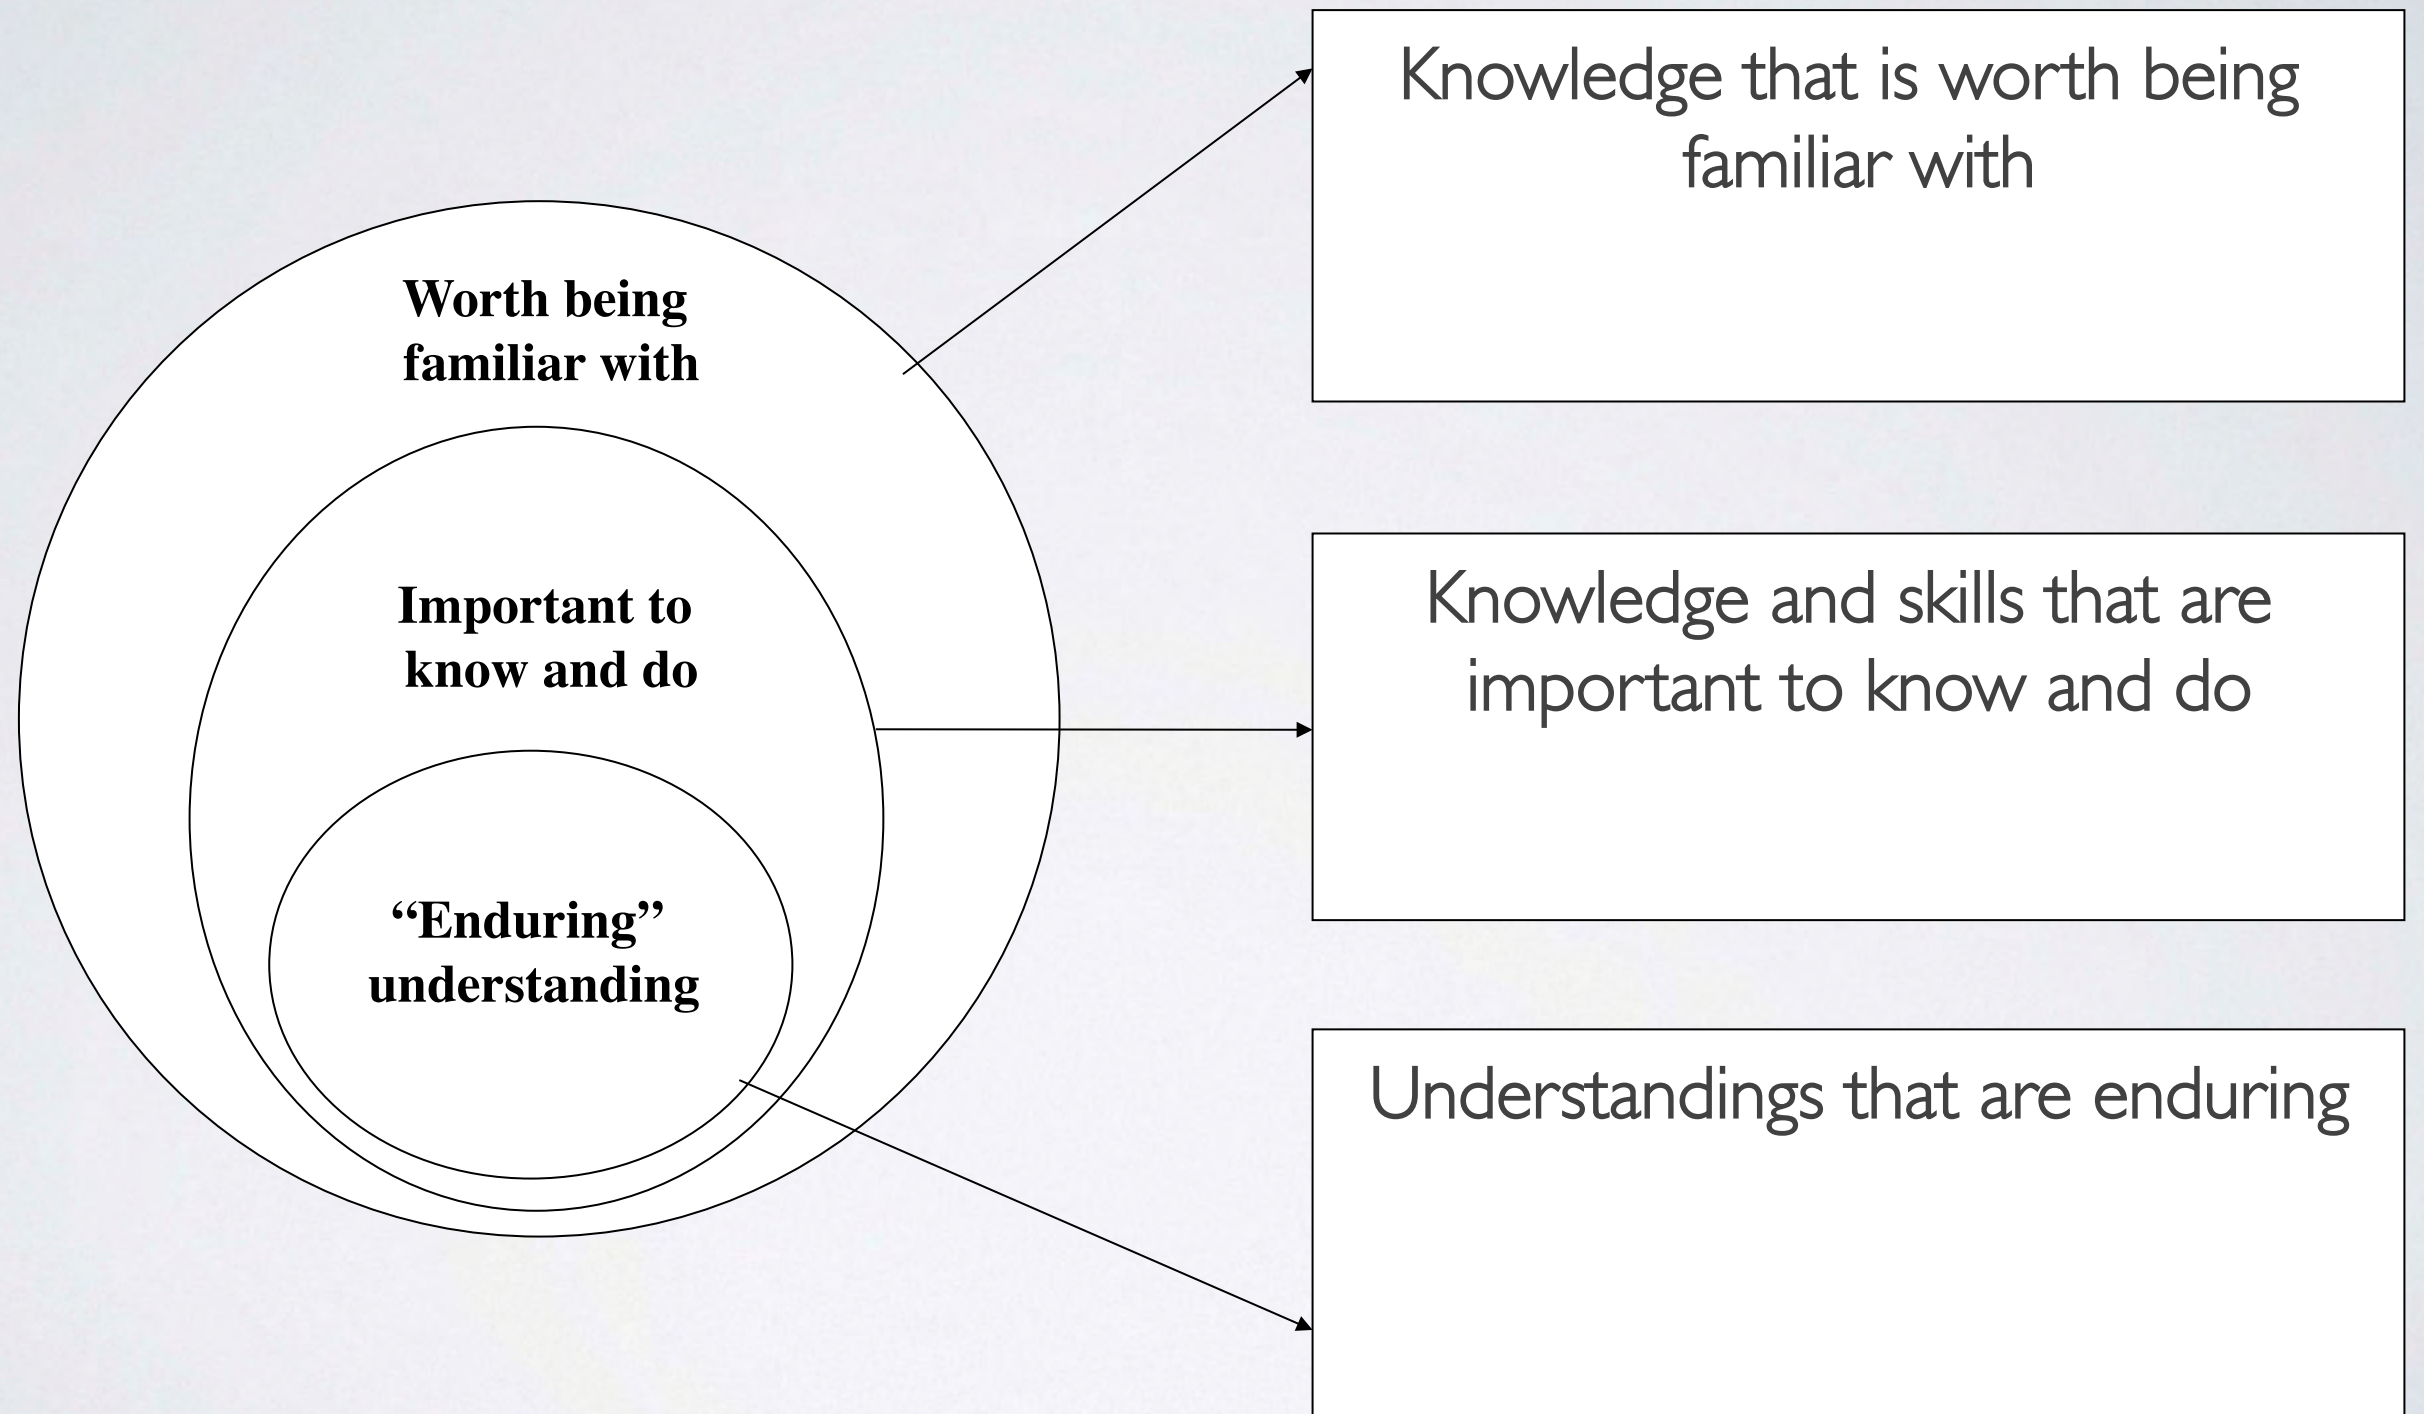 Worth being
familiar with
Important to
know and do
“Enduring”
understanding
Knowledge that is worth being
familiar with
Knowledge and skills that are
important to know and do
Understandings that are enduring